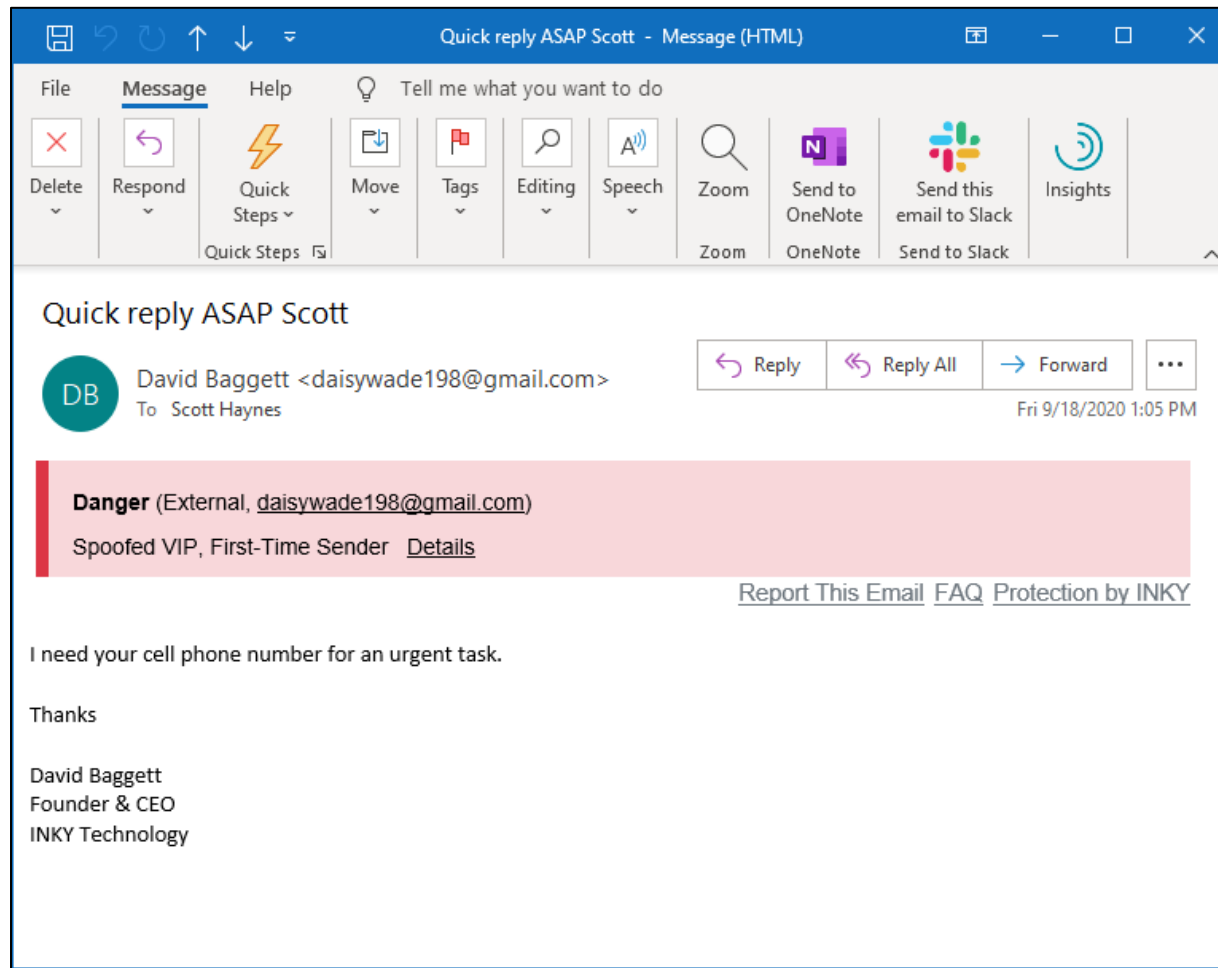 Quick reply ASAP Scott - Message (HTML)
File Message Help Tell me what you want to do
Delete Respond Quick Steps Move Tags Editing Speech Zoom Send to OneNote Send this email to Slack Insights
Quick Steps Zoom OneNote Send to Slack
Quick reply ASAP Scott
DB
David Baggett <daisywade198@gmail.com>
To Scott Haynes
Reply Reply All Forward
Fri 9/18/2020 1:05 PM
Danger (External, daisywade198@gmail.com)
Spoofed VIP, First-Time Sender Details
Report This Email FAQ Protection by INKY
I need your cell phone number for an urgent task.
Thanks
David Baggett
Founder & CEO
INKY Technology